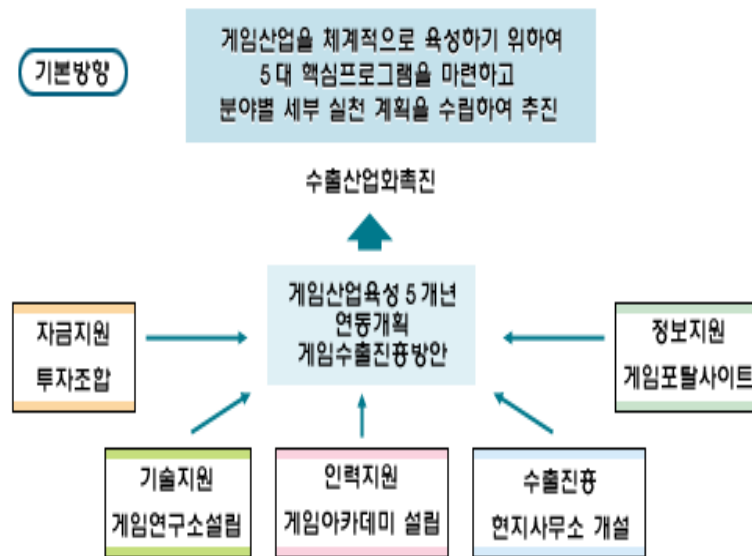 기본방향
게임산업을 체계적으로 육성하기 위하여
5대 핵심프로그램을 마련하고
분야별 세부 실천 계획을 수립하여 추진
수출산업화촉진
게임산업육성 5개년
연동개획
게임수출진흥방안
자금지원
투자조합
정보지원
게임포탈사이트
기술지원
게임연구소설립
인력지원
게임아카데미 설립
수출진흥
현지사무소 개설